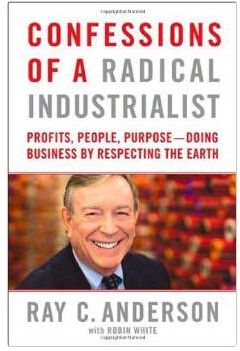 CONFESSIONS
OF A RADICAL
INDUSTRIALIST
PROFITS, PEOPLE, PURPOSE—DOING
BUSINESS BY RESPECTING THE EARTH
RAY C. ANDERSON
with ROBIN WHITE